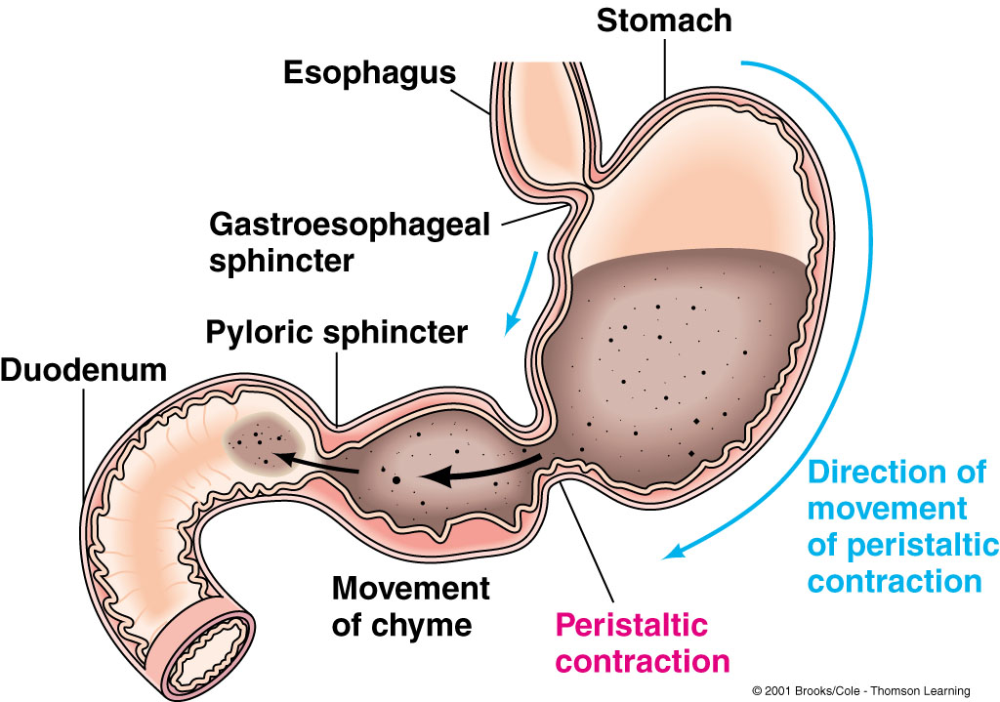 Stomach
Esophagus
Gastroesophageal
sphincter
Pyloric sphincter
Duodenum
Direction of
movement
of peristaltic
contraction
Movement
of chyme
Peristaltic
contraction
© 2001 Brooks/Cole - Thomson Learning